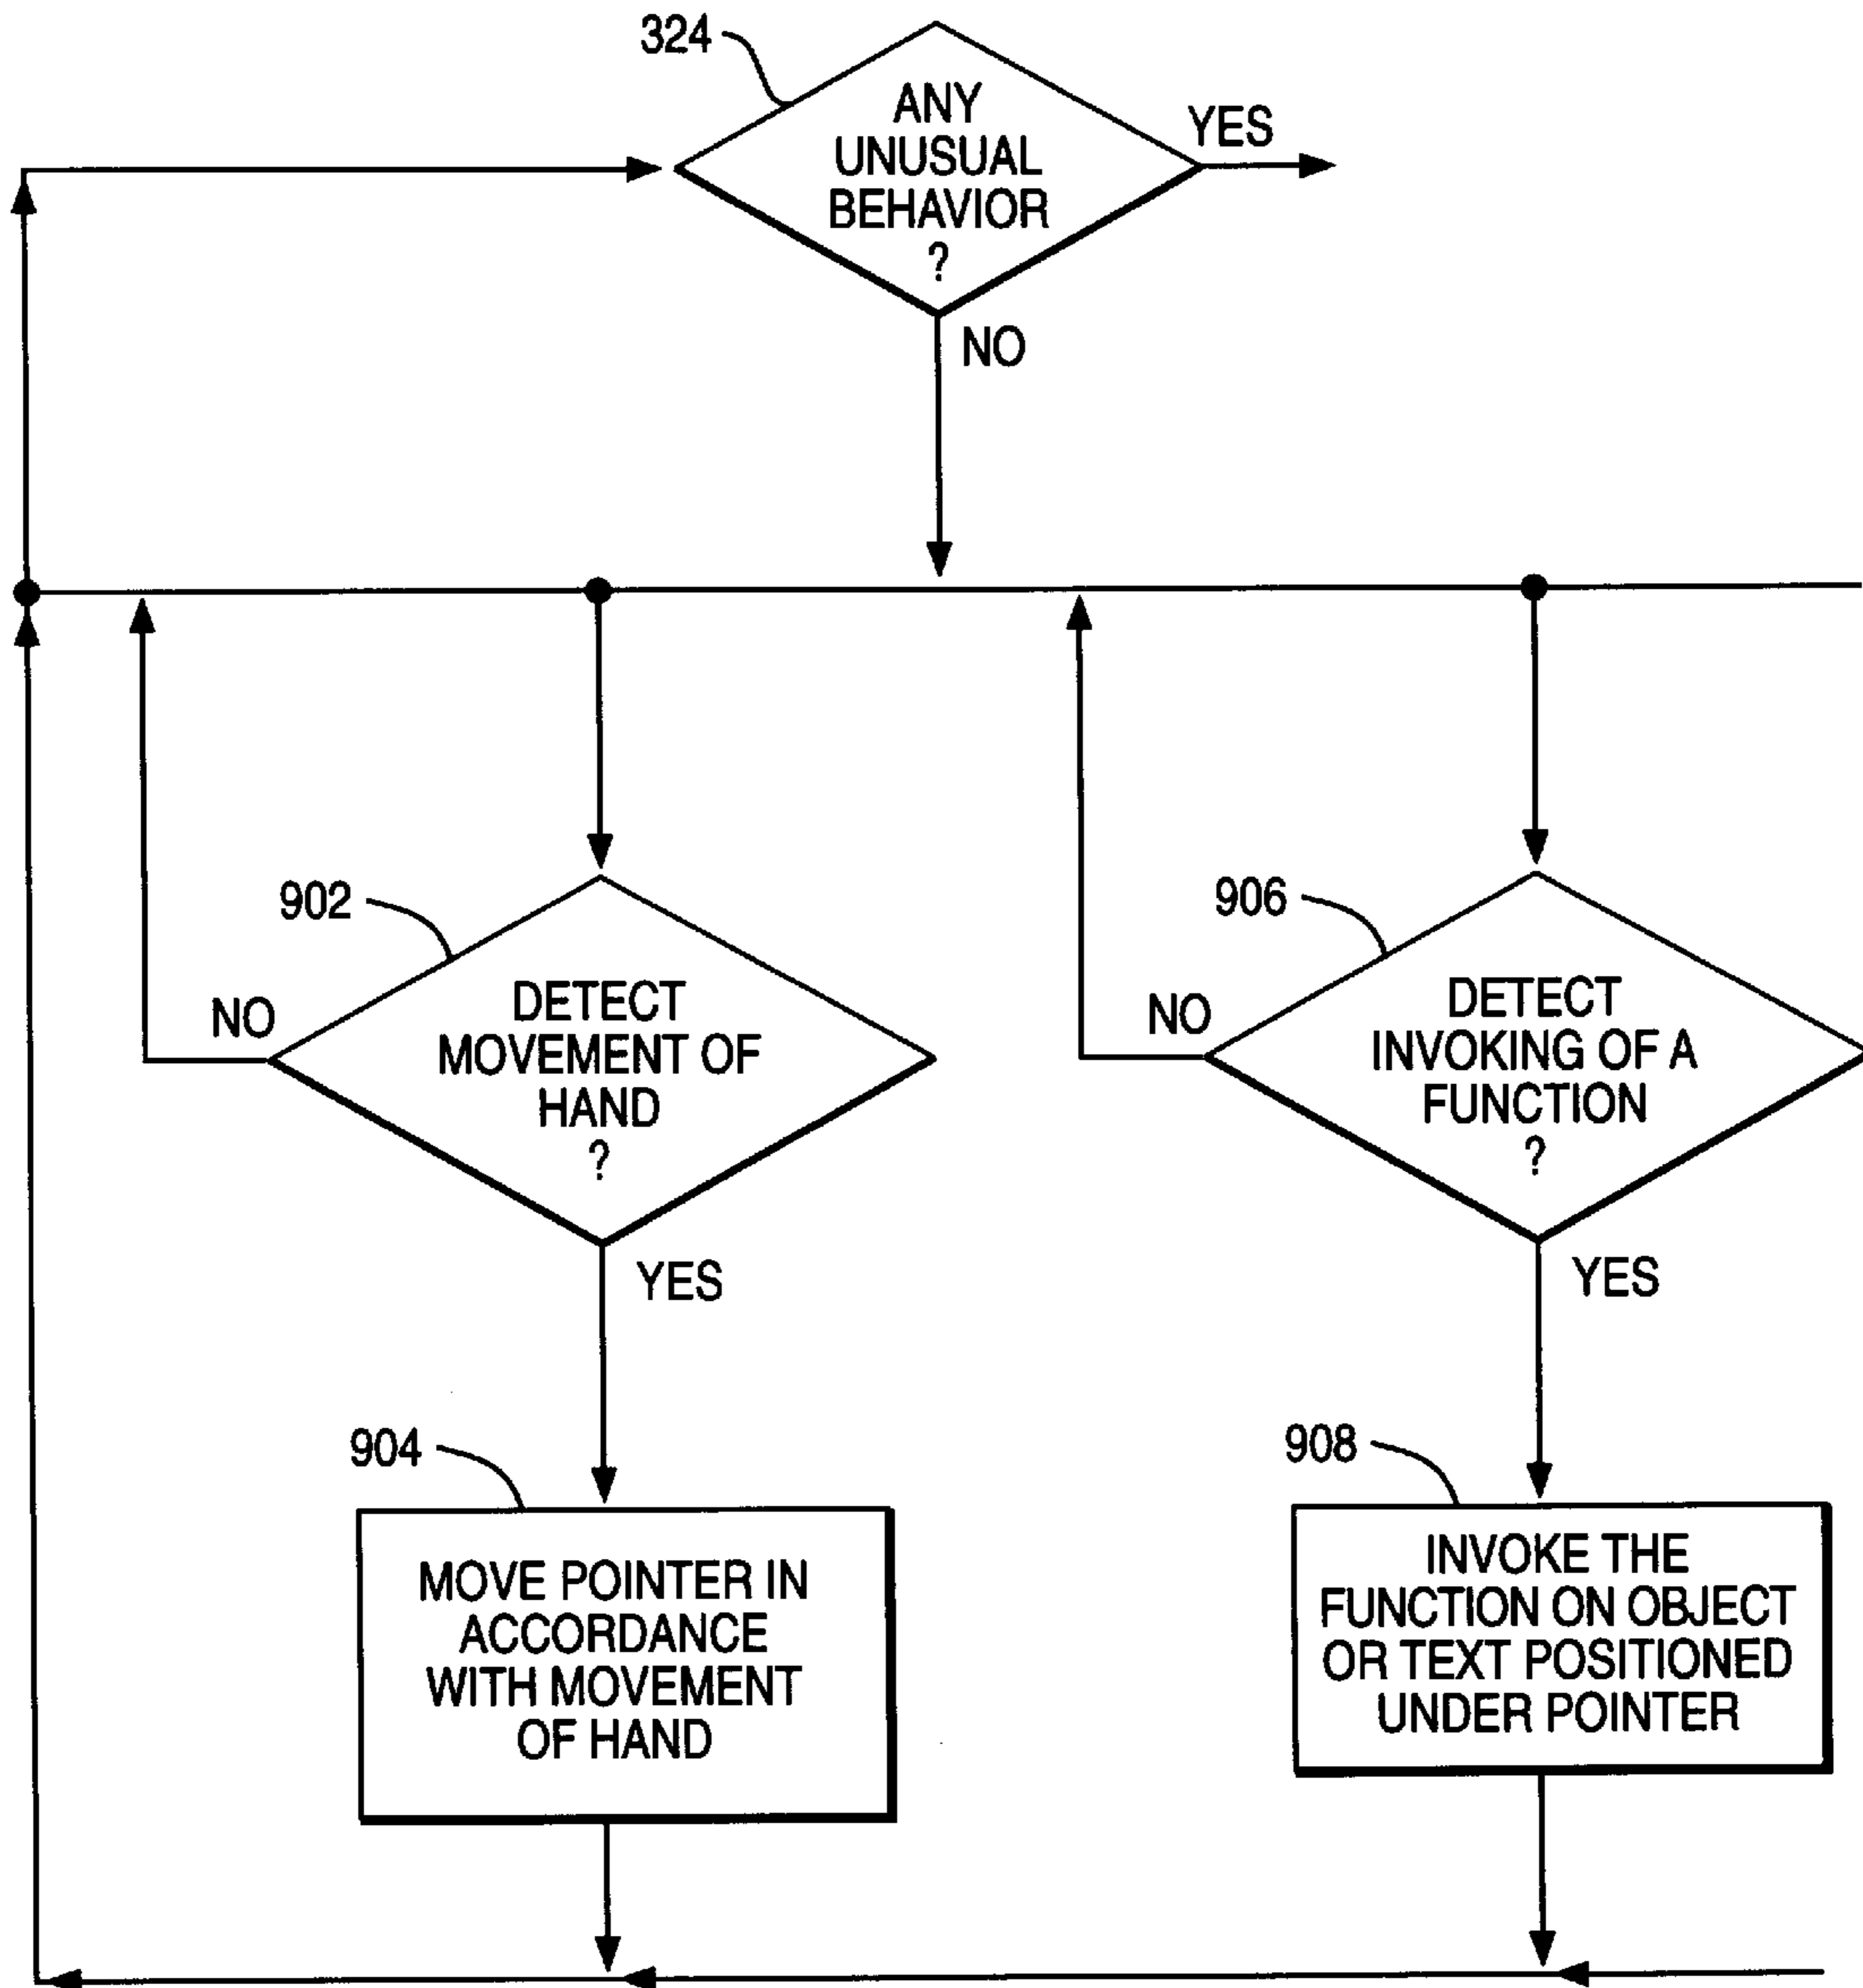 324
ANY
UNUSUAL
BEHAVIOR
?
YES
NO
902
DETECT
MOVEMENT OF
HAND
?
NO
YES
906
DETECT
INVOKING OF A
FUNCTION
?
NO
YES
904
MOVE POINTER IN
ACCORDANCE
WITH MOVEMENT
OF HAND
908
INVOKE THE
FUNCTION ON OBJECT
OR TEXT POSITIONED
UNDER POINTER